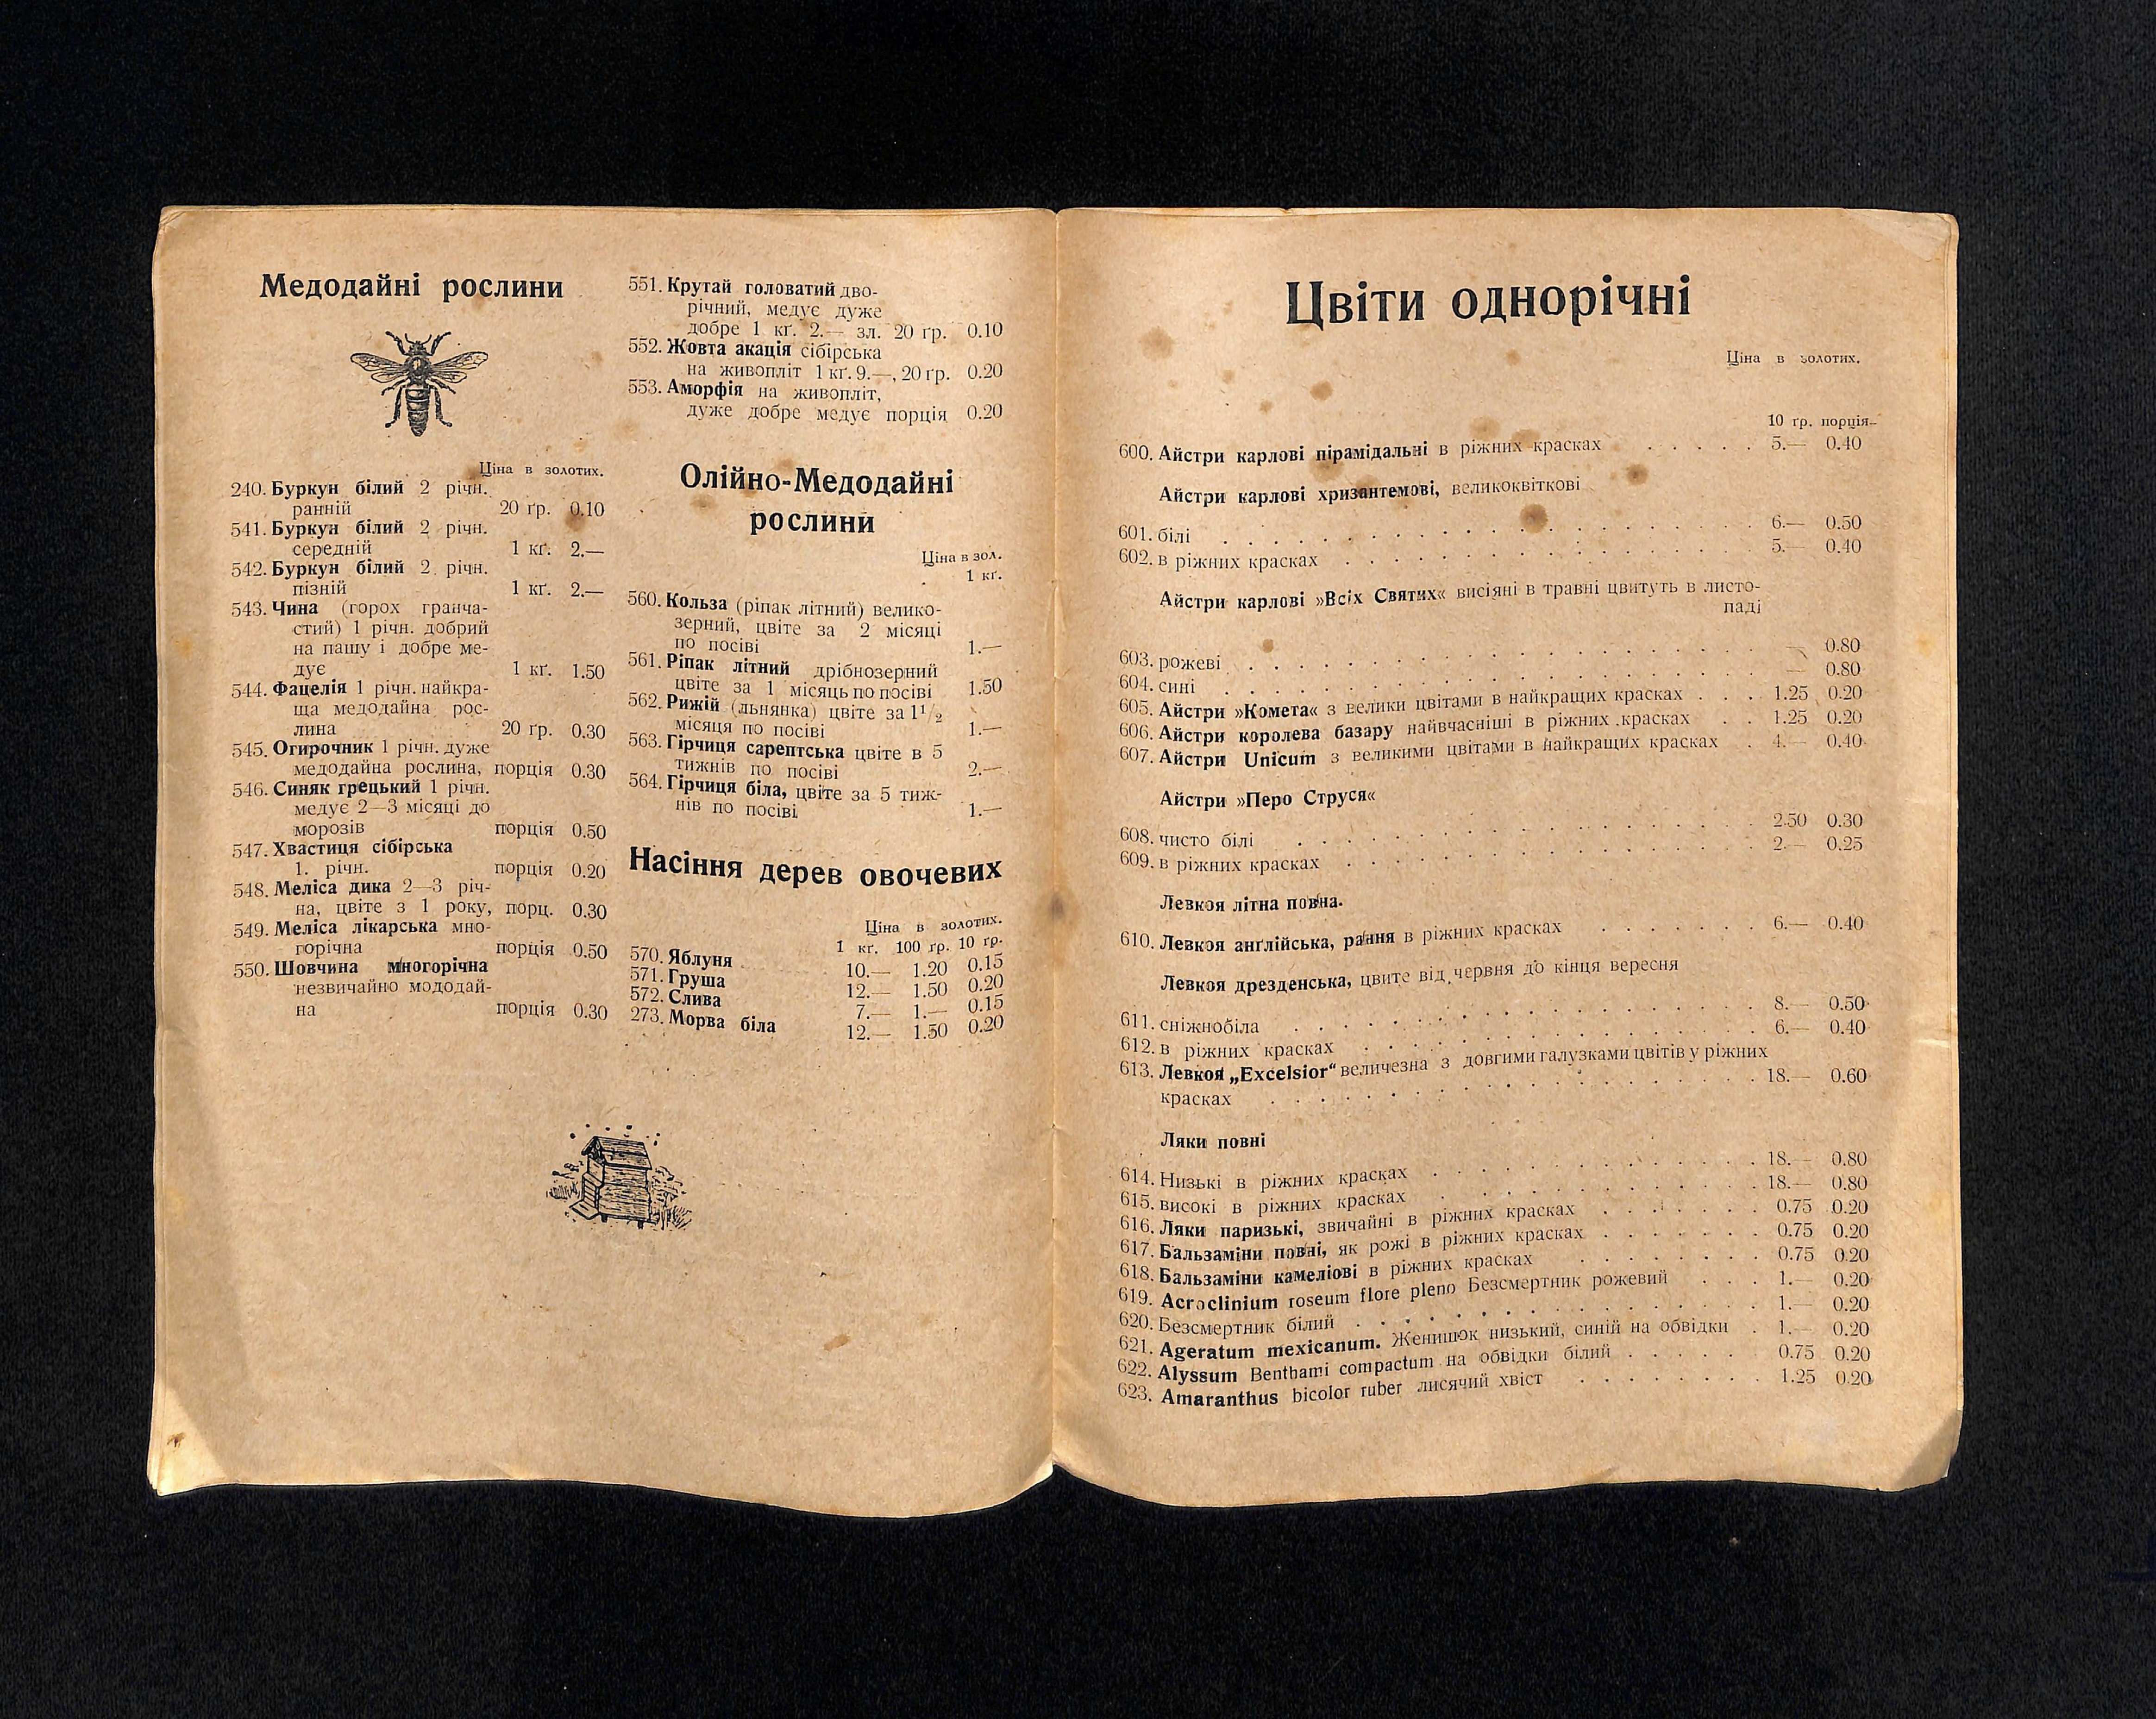 Медодайні рослини
Ціна в золотих.
240. Буркун білий 2 річн.
ранній 20 ґр. 0.10
541. Буркун білий 2 річн.
середній 1 кґ. 2.—
542. Буркун білий 2 річн.
пізній 1 кґ. 2.—
543. Чина (горох гранча-
стий) 1 річн. добрий
на пашу і добре ме-
дує 1 кґ. 1.50
544. Фацелія 1 річн. найкра-
ща медодайна рос-
лина 20 ґр. 0.30
545. Огирочник 1 річн. дуже
медодайна рослина, порція 0.30
546. Синяк грецький 1 річн.
медує 2—3 місяці до
морозів порція 0.50
547. Хвастиця сібірська
1. річн. порція 0.20
548. Меліса дика 2—3 річ-
на, цвіте з 1 року, порц. 0.30
549. Меліса лікарська мно-
горічна порція 0.50
550. Шовчина многорічна
незвичайно мододай-
на порція 0.30
551. Крутай головатий дво-
річний, медує дуже
добре 1 кґ. 2.— зл. 20 ґр. 0.10
552. Жовта акація сібірська
на живопліт 1 кґ. 9.—, 20 ґр. 0.20
553. Аморфія на живопліт,
дуже добре медує порція 0.20
Олійно-Медодайні
рослини
Ціна в зол.
1 кґ.
560. Кольза (ріпак літний) велико-
зерний, цвіте за 2 місяці
по посіві 1.—
561. Ріпак літний дрібнозерний
цвіте за 1 місяць по посіві 1.50
562. Рижій (льнянка) цвіте за 1½
місяця по посіві 1.—
563. Гірчиця сарептська цвіте в 5
тижнів по посіві 2.—
564. Гірчиця біла, цвіте за 5 тиж-
нів по посіві 1.—
Насіння дерев овочевих
Ціна в золотих.
1 кґ. 100 ґр. 10 ґр.
570. Яблуня 10.— 1.20 0.15
571. Груша 12.— 1.50 0.20
572. Слива 7.— 1.— 0.15
273. Морва біла 12.— 1.50 0.20
Цвіти однорічні
Ціна в золотих.
10 ґр. порція
600. Айстри карлові пірамідальні в ріжних красках . . . . . 5.— 0.40
Айстри карлові хризантемові, великоквіткові
601. білі . . . . . . . . . . 6.— 0.50
602. в ріжних красках . . . . . . . . . . 5.— 0.40
Айстри карлові »Всіх Святих« висіяні в травні цвитуть в листо-
паді
603. рожеві . . . . . . . . . . — 0.80
604. сині . . . . . . . . . . — 0.80
605. Айстри »Комета« з велики цвітами в найкращих красках . . . 1.25 0.20
606. Айстри королева базару найвчасніші в ріжних красках . . 1.25 0.20
607. Айстри Unicum з великими цвітами в найкращих красках . 4.— 0.40
Айстри »Перо Струся«
608. чисто білі . . . . . . . . . . 2.50 0.30
609. в ріжних красках . . . . . . . . . . 2.— 0.25
Левкоя літна повна.
610. Левкоя англійська, рання в ріжних красках . . . . . . . 6.— 0.40
Левкоя дрезденська, цвите від червня до кінця вересня
611. сніжнобіла . . . . . . . . . . 8.— 0.50
612. в ріжних красках . . . . . . . . . . 6.— 0.40
613. Левкоя „Excelsior“ величезна з довгими галузками цвітів у ріжних
красках . . . . . . . . . . 18.— 0.60
Ляки повні
614. Низькі в ріжних красках . . . . . . . . . . 18.— 0.80
615. високі в ріжних красках . . . . . . . . . . 18.— 0.80
616. Ляки паризькі, звичайні в ріжних красках . . . . . . . 0.75 0.20
617. Бальзаміни повні, як рожі в ріжних красках . . . . . . . 0.75 0.20
618. Бальзаміни камеліові в ріжних красках . . . . . . . 0.75 0.20
619. Acroclinium roseum flore pleno Безсмертник рожевий . . . 1.— 0.20
620. Безсмертник білий . . . . . . . . . . 1.— 0.20
621. Ageratum mexicanum. Женишок низький, синій на обвідки . 1.— 0.20
622. Alyssum Benthami compactum на обвідки білий . . . . . 0.75 0.20
623. Amaranthus bicolor ruber лисячий хвіст . . . . . . . . 1.25 0.20